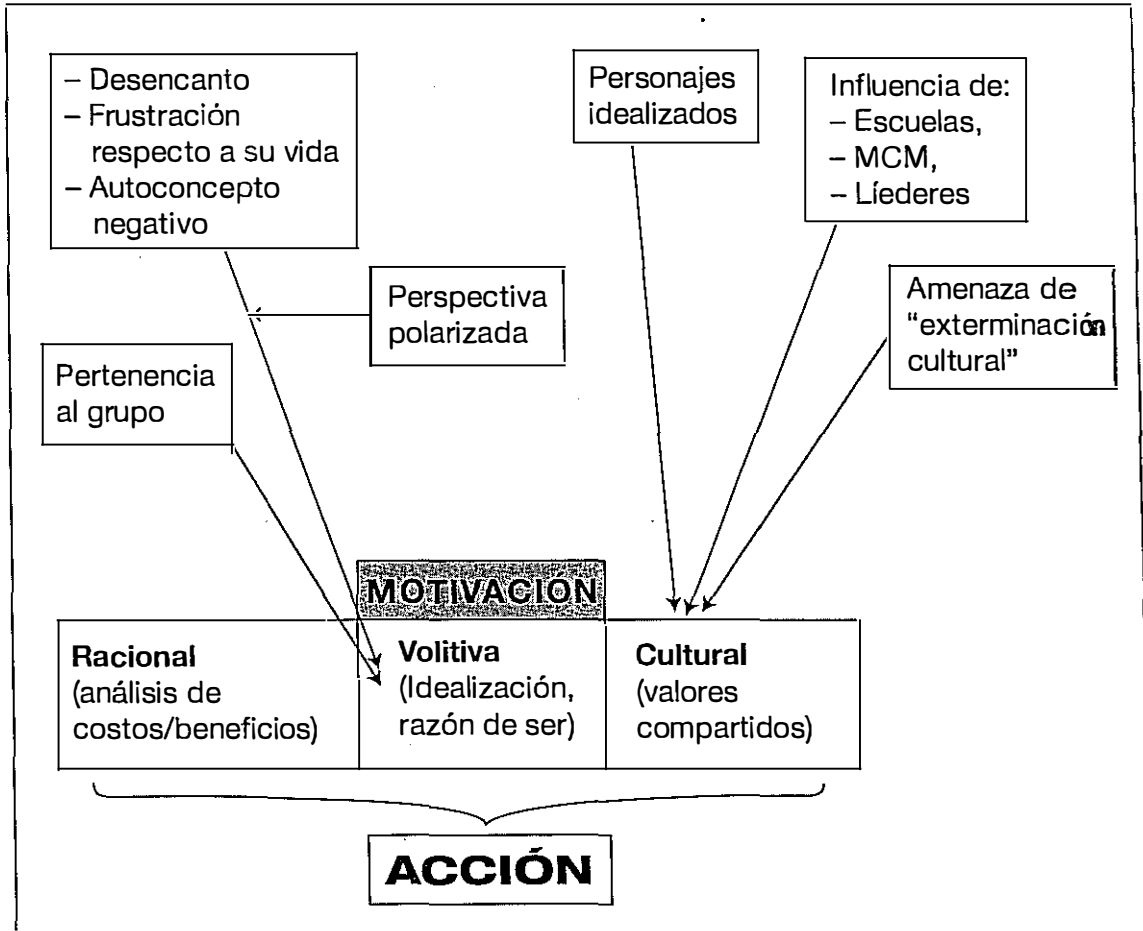 – Desencanto
– Frustración
respecto a su vida
– Autoconcepto
negativo
Personajes
idealizados
Influencia de:
– Escuelas,
– MCM,
– Líederes
Perspectiva
polarizada
Amenaza de
“exterminación
cultural”
Pertenencia
al grupo
MOTIVACIÓN
Racional
(análisis de
costos/beneficios)
Volitiva
(Idealización,
razón de ser)
Cultural
(valores
compartidos)
ACCIÓN